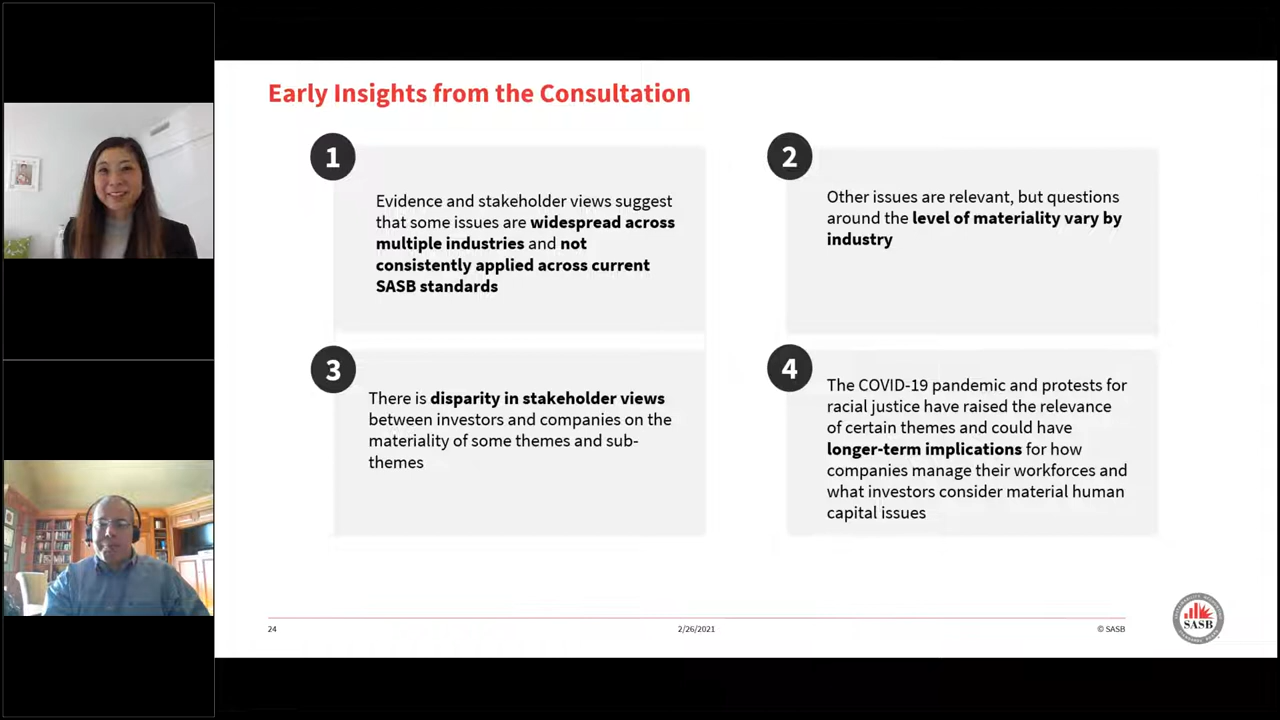 Early Insights from the Consultation
1
Evidence and stakeholder views suggest
that some issues are widespread across
multiple industries and not
consistently applied across current
SASB standards
2
Other issues are relevant, but questions
around the level of materiality vary by
industry
3
There is disparity in stakeholder views
between investors and companies on the
materiality of some themes and sub-
themes
4
The COVID-19 pandemic and protests for
racial justice have raised the relevance
of certain themes and could have
longer-term implications for how
companies manage their workforces and
what investors consider material human
capital issues
24
2/26/2021
© SASB
SASB